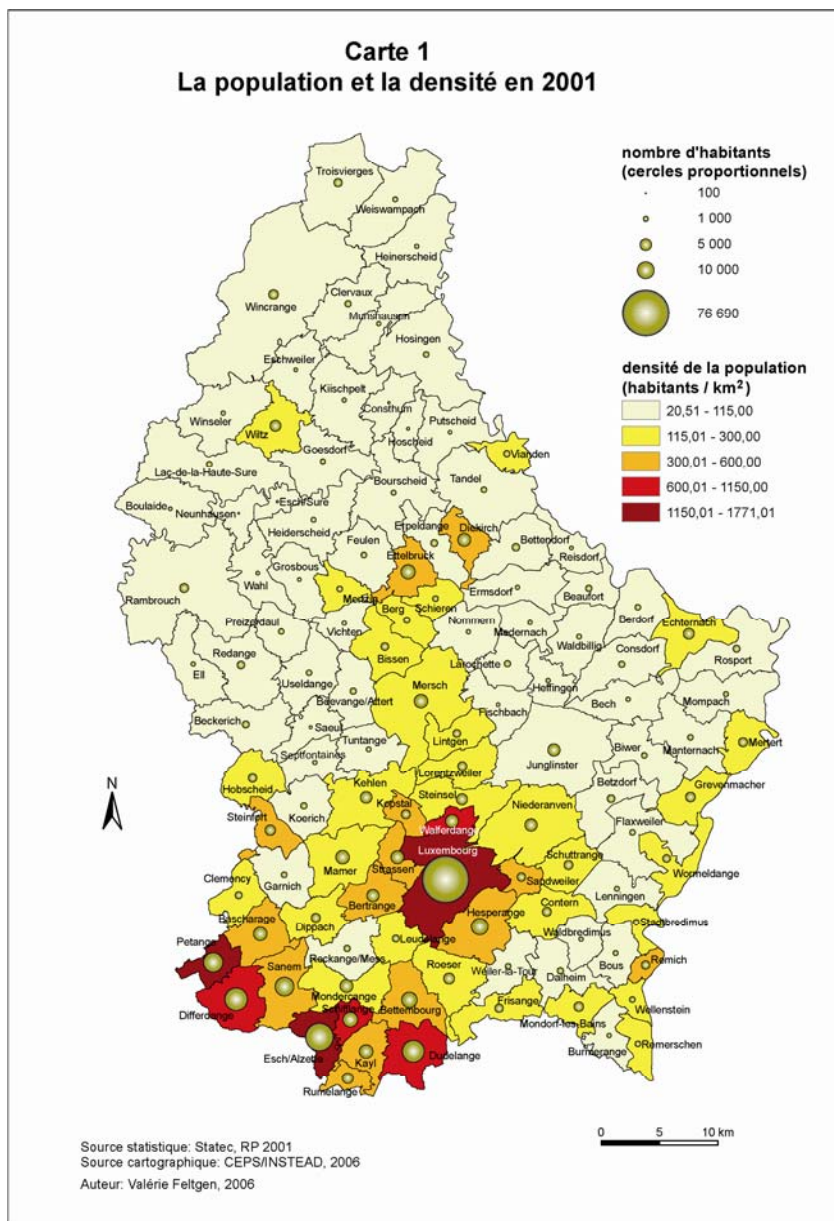 Carte 1
La population et la densité en 2001
nombre d'habitants
(cercles proportionnels)
100
1 000
5 000
10 000
76 690
densité de la population
(habitants / km²)
20,51 - 115,00
115,01 - 300,00
300,01 - 600,00
600,01 - 1150,00
1150,01 - 1771,01
Troisvierges
Weiswampach
Heinerscheid
Wincrange
Clervaux
Munshausen
Hosingen
Eschweiler
Kiischpelt
Consthum
Winseler
Wiltz
Putscheid
Hoscheid
Goesdorf
Vianden
Lac-de-la-Haute-Sure
Bourscheid
Tandel
Boulaide
Neunhausen
Esch/Sure
Heiderscheid
Erpeldange
Diekirch
Feulen
Ettelbruck
Bettendorf
Reisdorf
Grosbous
Wahl
Rambrouch
Mertzig
Berg
Schieren
Ermsdorf
Beaufort
Berdorf
Echternach
Preizerdaul
Vichten
Nommern
Medernach
Waldbillig
Consdorf
Rosport
Redange
Ell
Useldange
Bissen
Larochette
Heffingen
Mersch
Boevange/Attert
Fischbach
Bech
Mompach
Beckerich
Saeul
Tuntange
Septfontaines
Lintgen
Junglinster
Biwer
Manternach
Mertert
Lorentzweiler
Hobscheid
Kehlen
Steinsel
Betzdorf
Grevenmacher
Koerich
Kopstal
Niederanven
Steinfort
Walferdange
Flaxweiler
Luxembourg
Mamer
Strassen
Schuttrange
Wormeldange
Clemency
Garnich
Bertrange
Sandweiler
Lenningen
Bascharage
Dippach
Hesperange
Contern
Stadtbredimus
Petange
Leudelange
Waldbredimus
Reckange/Mess
Sanem
Roeser
Weiler-la-Tour
Dalheim
Bous
Remich
Differdange
Mondercange
Schifflange
Bettembourg
Frisange
Mondorf-les-Bains
Wellenstein
Esch/Alzette
Kayl
Dudelange
Burmerange
Remerschen
Rumelange
N
0 5 10 km
Source statistique: Statec, RP 2001
Source cartographique: CEPS/INSTEAD, 2006
Auteur: Valérie Feltgen, 2006